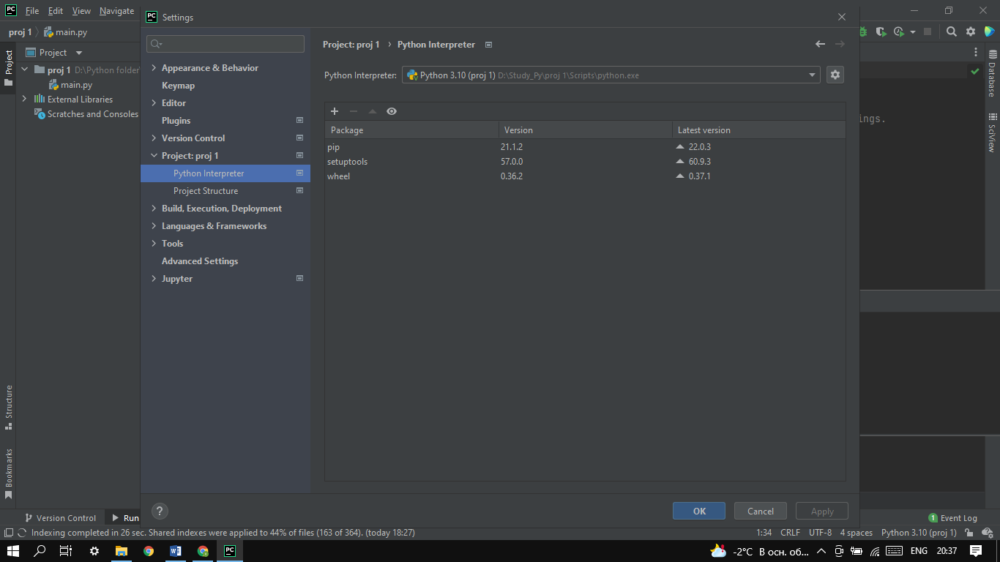 PC File Edit View Navigate
PC Settings
proj 1 main.py
Project
proj 1 D:\Python folder
main.py
External Libraries
Scratches and Consoles
Project
Structure
Bookmarks
Appearance & Behavior
Keymap
Editor
Plugins
Version Control
Project: proj 1
Python Interpreter
Project Structure
Build, Execution, Deployment
Languages & Frameworks
Tools
Advanced Settings
Jupyter
Project: proj 1 › Python Interpreter
Python Interpreter: Python 3.10 (proj 1) D:\Study_Py\proj 1\Scripts\python.exe
Package Version Latest version
pip 21.1.2 22.0.3
setuptools 57.0.0 60.9.3
wheel 0.36.2 0.37.1
? OK Cancel Apply
ings.
Database
SciView
Version Control Run 1 Event Log
Indexing completed in 26 sec. Shared indexes were applied to 44% of files (163 of 364). (today 18:27) 1:34 CRLF UTF-8 4 spaces Python 3.10 (proj 1)
W PC -2°C В осн. об... ENG 20:37